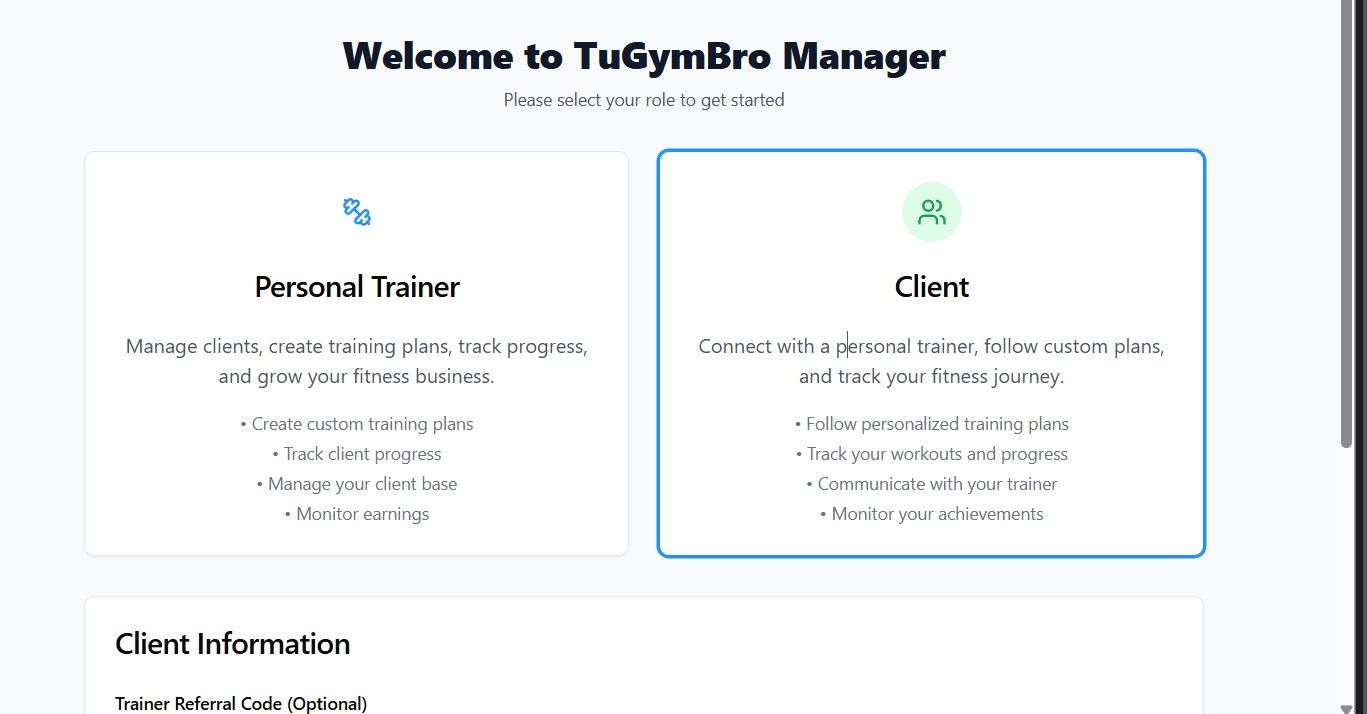 Welcome to TuGymBro Manager
Please select your role to get started
Personal Trainer
Manage clients, create training plans, track progress,
and grow your fitness business.
• Create custom training plans
• Track client progress
• Manage your client base
• Monitor earnings
Client
Connect with a personal trainer, follow custom plans,
and track your fitness journey.
• Follow personalized training plans
• Track your workouts and progress
• Communicate with your trainer
• Monitor your achievements
Client Information
Trainer Referral Code (Optional)